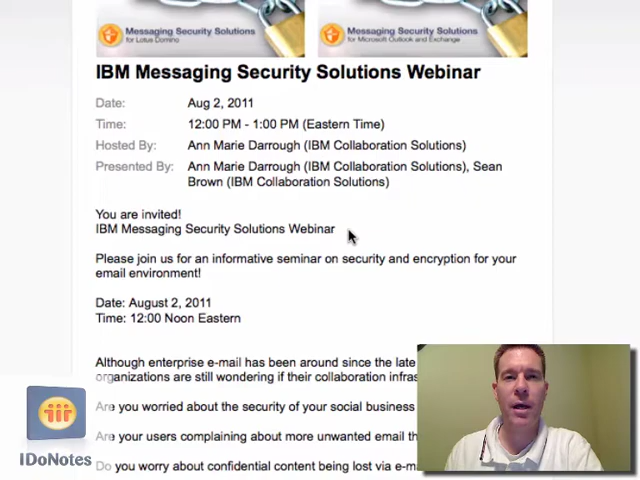 Messaging Security Solutions
for Lotus Domino
Messaging Security Solutions
for Microsoft Outlook and Exchange
IBM Messaging Security Solutions Webinar
Date: Aug 2, 2011
Time: 12:00 PM - 1:00 PM (Eastern Time)
Hosted By: Ann Marie Darrough (IBM Collaboration Solutions)
Presented By: Ann Marie Darrough (IBM Collaboration Solutions), Sean
Brown (IBM Collaboration Solutions)
You are invited!
IBM Messaging Security Solutions Webinar
Please join us for an informative seminar on security and encryption for your
email environment!
Date: August 2, 2011
Time: 12:00 Noon Eastern
Although enterprise e-mail has been around since the late
organizations are still wondering if their collaboration infras
Are you worried about the security of your social business
Are your users complaining about more unwanted email th
Do you worry about confidential content being lost via e-m
IDoNotes